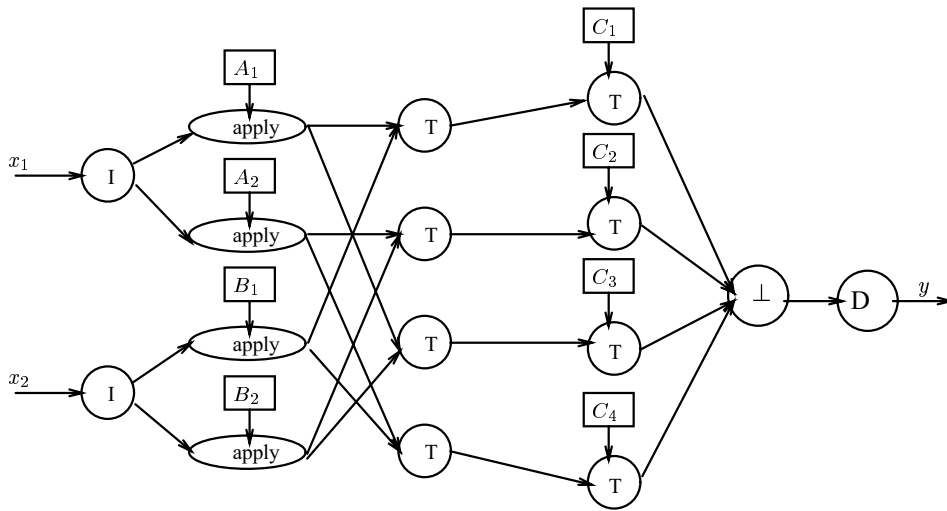 C₁
A₁
apply
T
T
x₁
I
A₂
C₂
apply
T
T
B₁
C₃
⊥
D
y
apply
T
T
x₂
I
B₂
C₄
apply
T
T